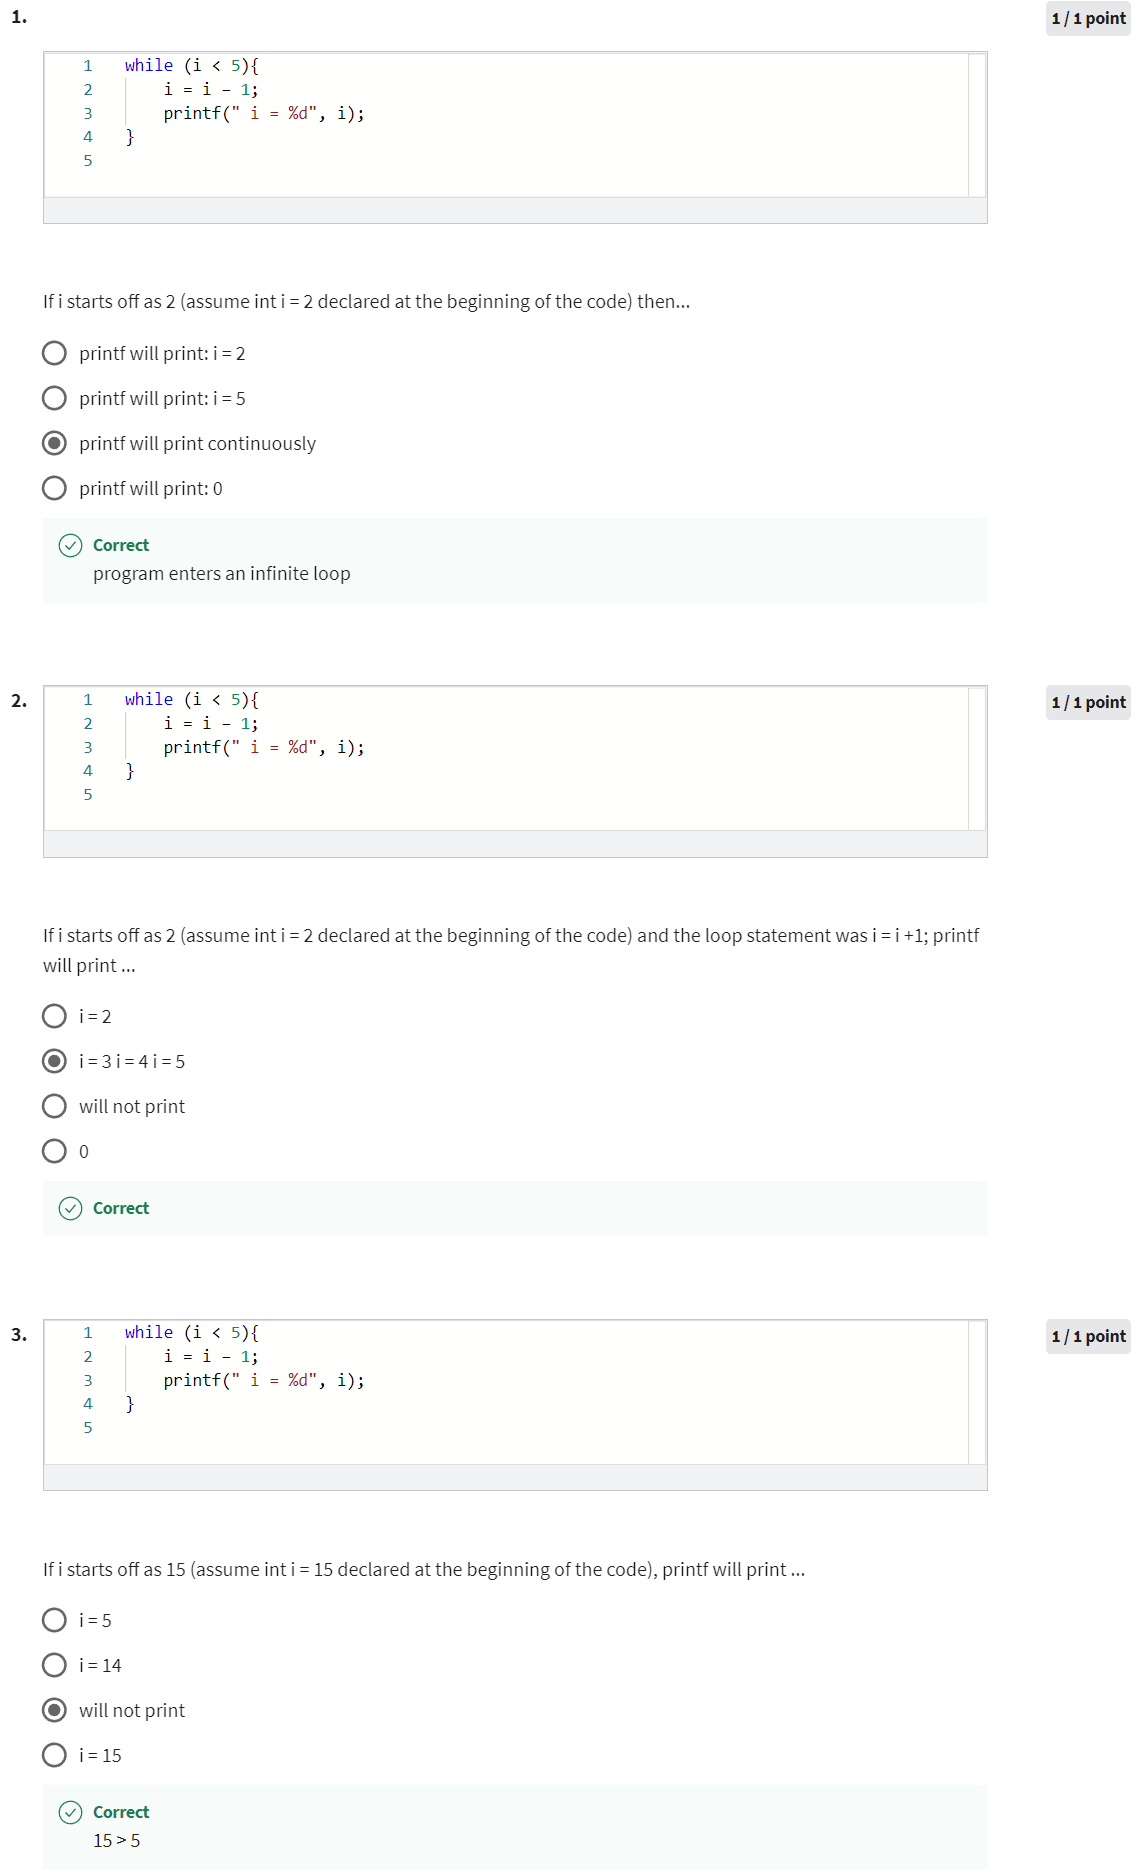 1.
1 / 1 point
1 while (i < 5){
2 i = i - 1;
3 printf(" i = %d", i);
4 }
5
If i starts off as 2 (assume int i = 2 declared at the beginning of the code) then...
printf will print: i = 2
printf will print: i = 5
printf will print continuously
printf will print: 0
Correct
program enters an infinite loop
2.
1 / 1 point
1 while (i < 5){
2 i = i - 1;
3 printf(" i = %d", i);
4 }
5
If i starts off as 2 (assume int i = 2 declared at the beginning of the code) and the loop statement was i = i +1; printf
will print ...
i = 2
i = 3 i = 4 i = 5
will not print
0
Correct
3.
1 / 1 point
1 while (i < 5){
2 i = i - 1;
3 printf(" i = %d", i);
4 }
5
If i starts off as 15 (assume int i = 15 declared at the beginning of the code), printf will print ...
i = 5
i = 14
will not print
i = 15
Correct
15 > 5